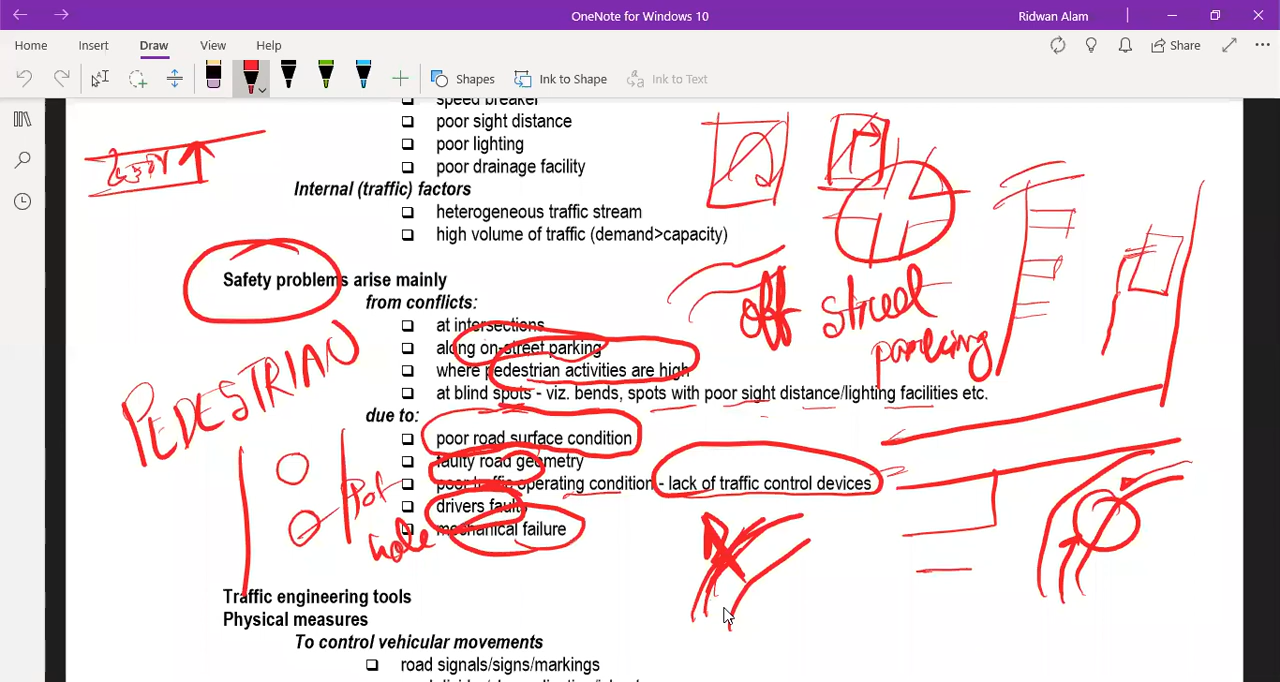 OneNote for Windows 10
Ridwan Alam
Home Insert Draw View Help
Share
Shapes Ink to Shape Ink to Text
speed breaker
poor sight distance
poor lighting
poor drainage facility
Internal (traffic) factors
heterogeneous traffic stream
high volume of traffic (demand>capacity)
Safety problems arise mainly
from conflicts:
at intersections
along on-street parking
where pedestrian activities are high
at blind spots - viz. bends, spots with poor sight distance/lighting facilities etc.
off street
parking
PEDESTRIAN
due to:
poor road surface condition
faulty road geometry
poor traffic operating condition - lack of traffic control devices
drivers fault
mechanical failure
Pot
hole
Traffic engineering tools
Physical measures
To control vehicular movements
road signals/signs/markings